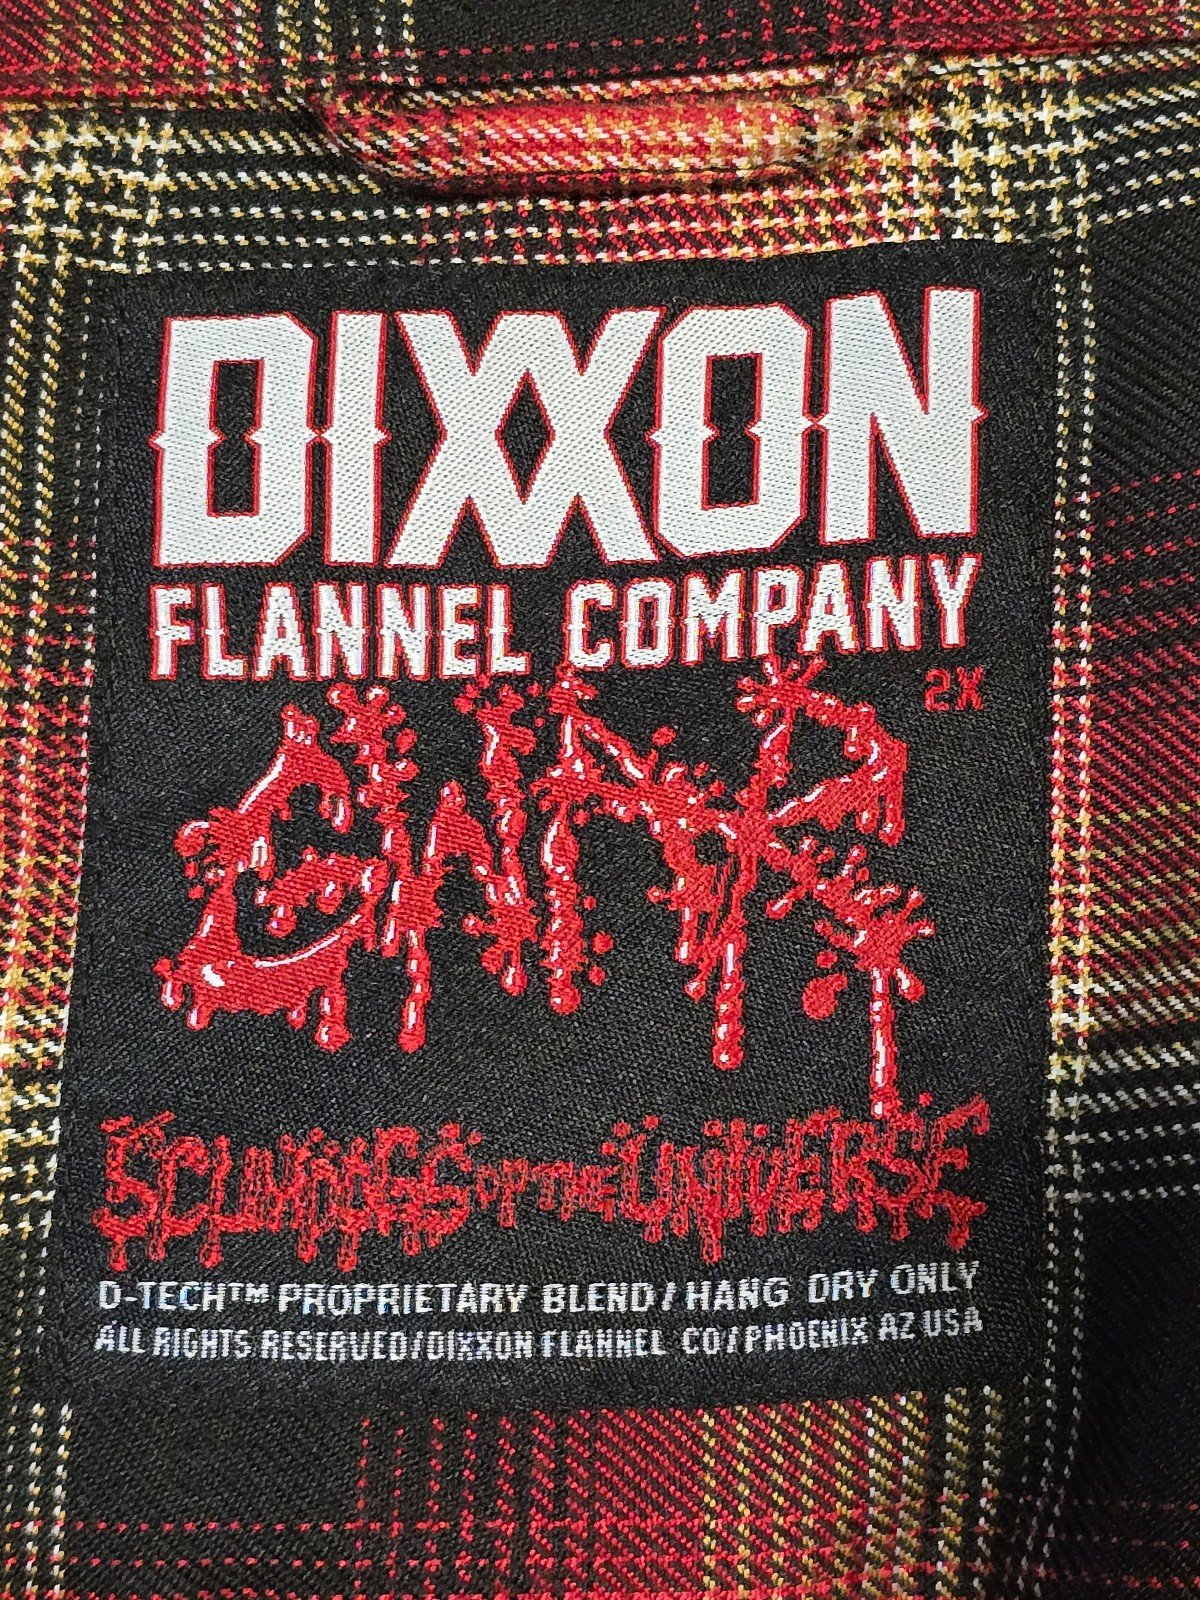 DIXXON
FLANNEL COMPANY
2X
GWAR
SCUMDOGS OF THE UNIVERSE
D-TECH™ PROPRIETARY BLEND/HANG DRY ONLY
ALL RIGHTS RESERVED/DIXXON FLANNEL CO/PHOENIX AZ USA